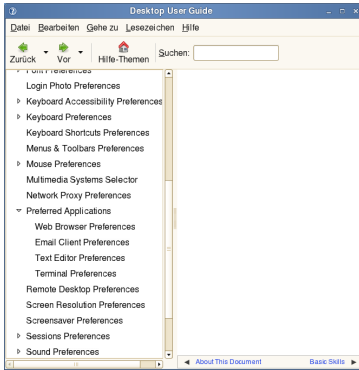 Desktop User Guide
Datei Bearbeiten Gehe zu Lesezeichen Hilfe
Zurück Vor Hilfe-Themen Suchen:
Font Preferences
Login Photo Preferences
Keyboard Accessibility Preferences
Keyboard Preferences
Keyboard Shortcuts Preferences
Menus & Toolbars Preferences
Mouse Preferences
Multimedia Systems Selector
Network Proxy Preferences
Preferred Applications
Web Browser Preferences
Email Client Preferences
Text Editor Preferences
Terminal Preferences
Remote Desktop Preferences
Screen Resolution Preferences
Screensaver Preferences
Sessions Preferences
Sound Preferences
About This Document Basic Skills